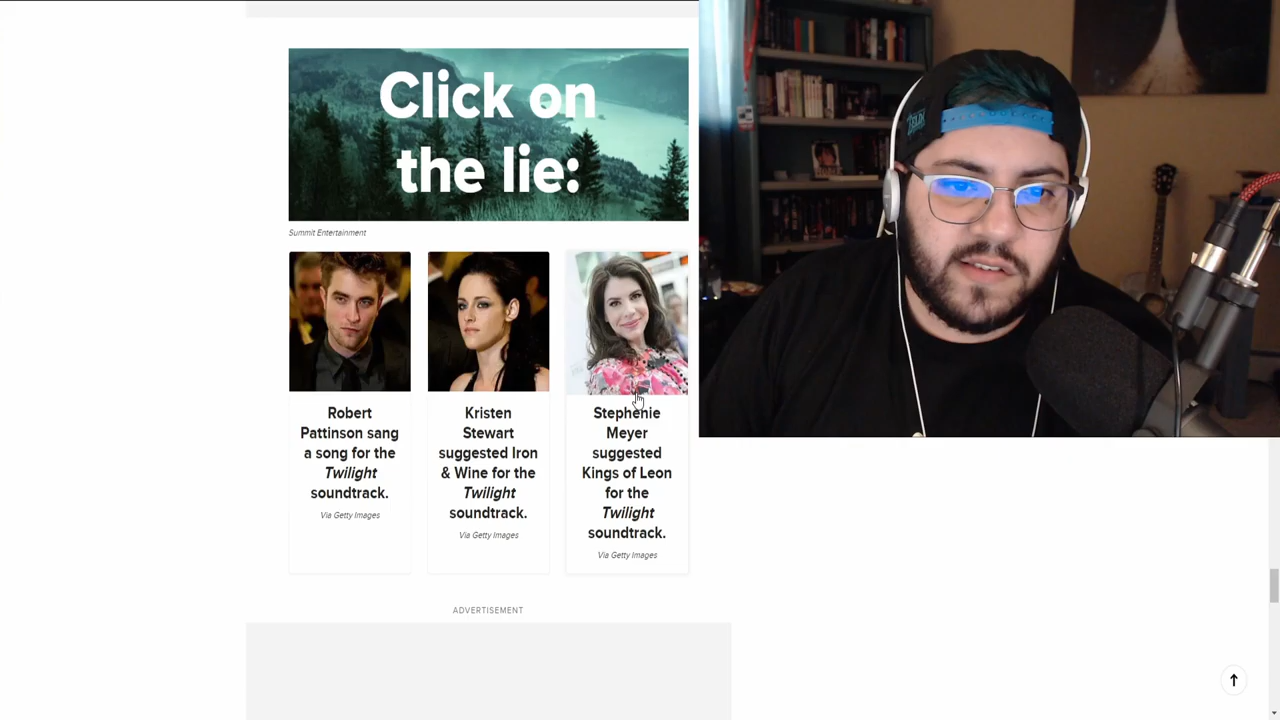 Click on
the lie:
Summit Entertainment
Robert
Pattinson sang
a song for the
Twilight
soundtrack.
Via Getty Images
Kristen
Stewart
suggested Iron
& Wine for the
Twilight
soundtrack.
Via Getty Images
Stephenie
Meyer
suggested
Kings of Leon
for the
Twilight
soundtrack.
Via Getty Images
ADVERTISEMENT